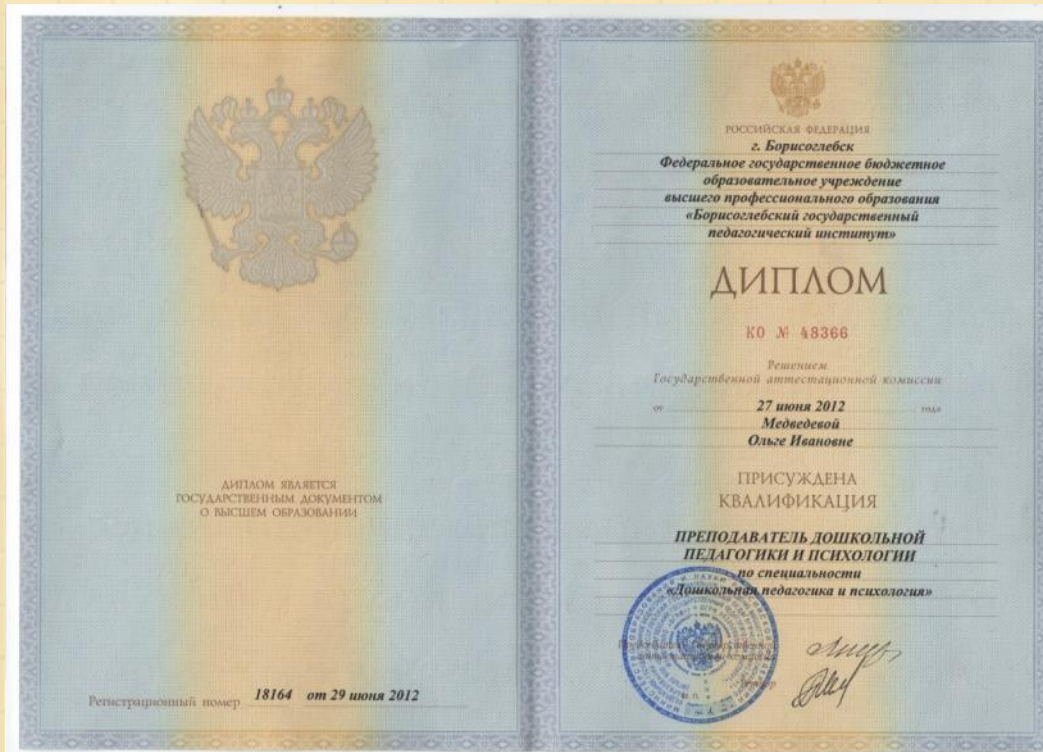 ДИПЛОМ ЯВЛЯЕТСЯ
ГОСУДАРСТВЕННЫМ ДОКУМЕНТОМ
О ВЫСШЕМ ОБРАЗОВАНИИ
Регистрационный номер 18164 от 29 июня 2012
РОССИЙСКАЯ ФЕДЕРАЦИЯ
г. Борисоглебск
Федеральное государственное бюджетное
образовательное учреждение
высшего профессионального образования
«Борисоглебский государственный
педагогический институт»
ДИПЛОМ
КО № 48366
Решением
Государственной аттестационной комиссии
от 27 июня 2012 года
Медведевой
Ольге Ивановне
ПРИСУЖДЕНА
КВАЛИФИКАЦИЯ
ПРЕПОДАВАТЕЛЬ ДОШКОЛЬНОЙ
ПЕДАГОГИКИ И ПСИХОЛОГИИ
по специальности
«Дошкольная педагогика и психология»